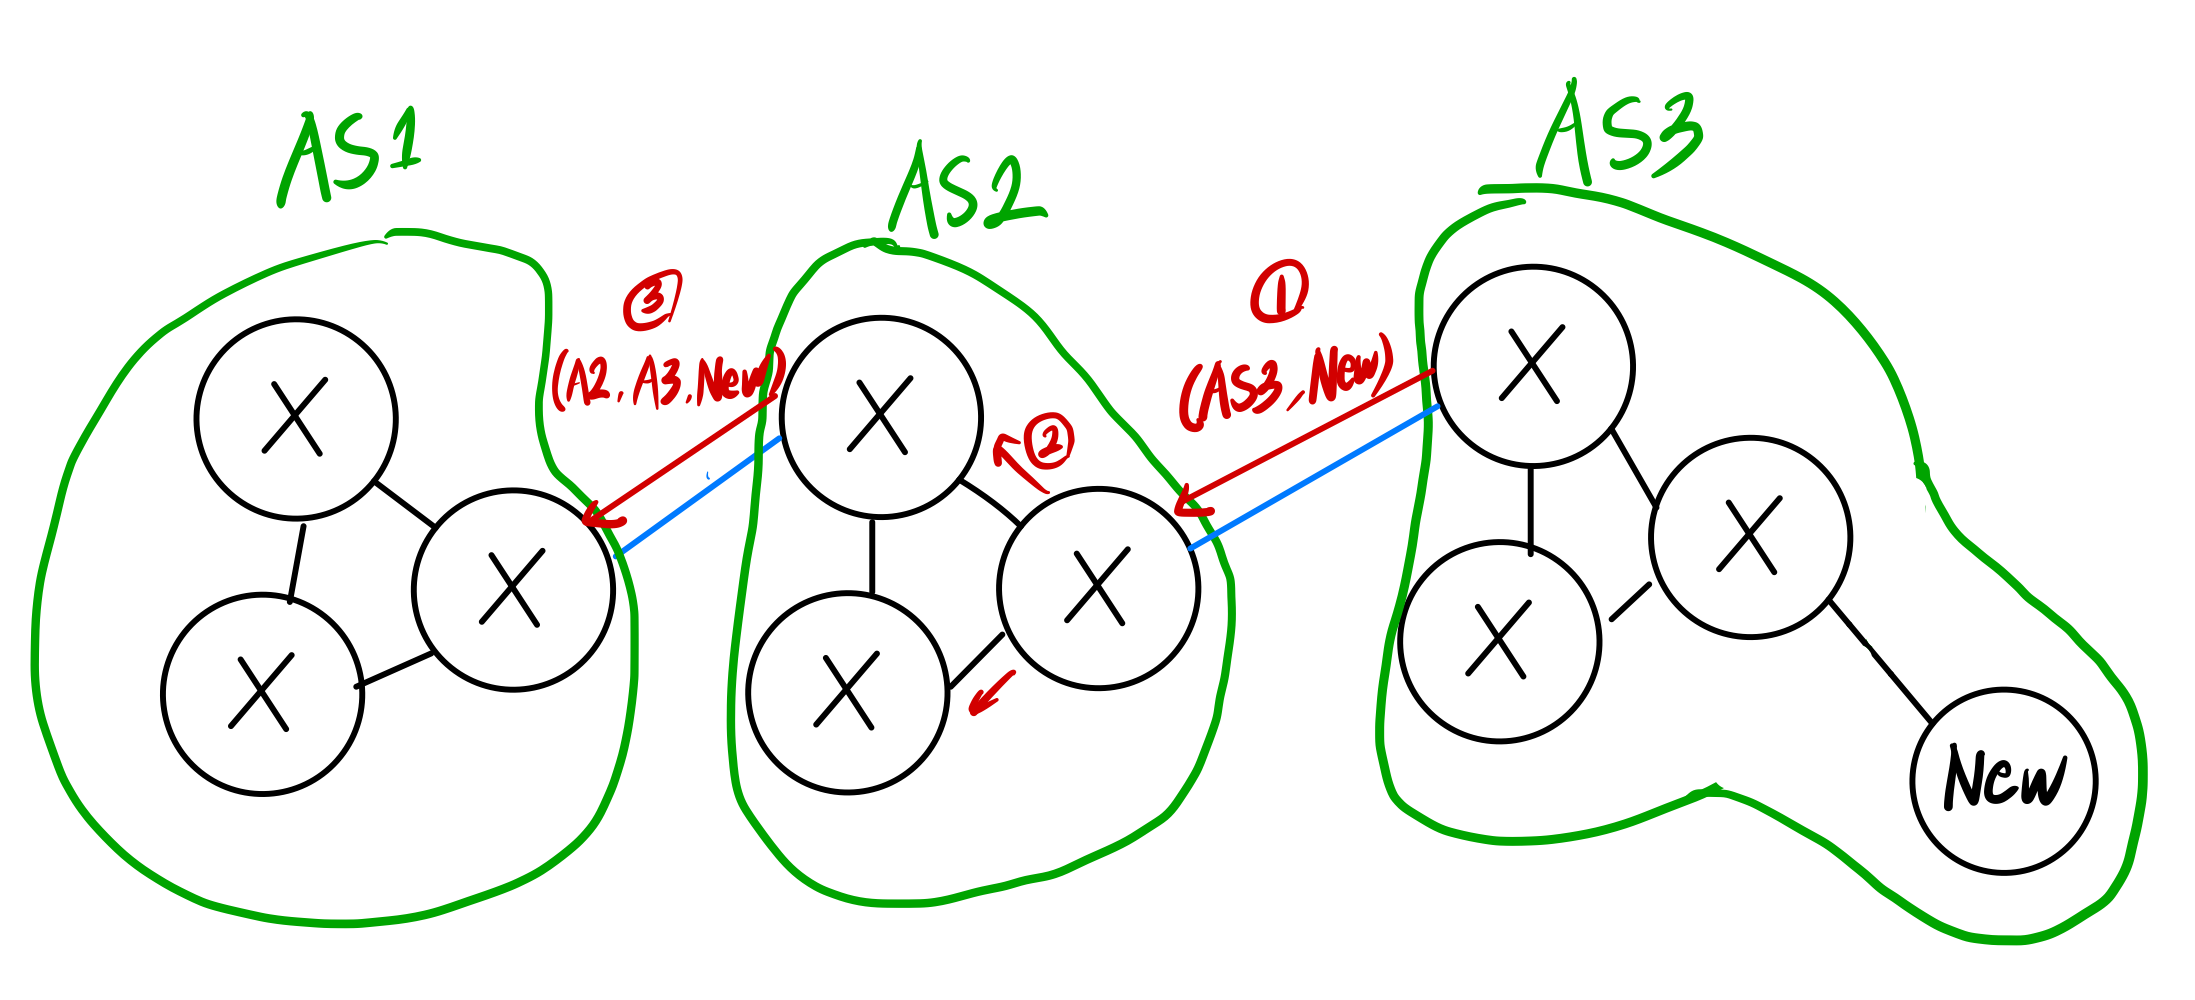 AS1
AS2
AS3
③
(A2, A3, New)
①
(AS3, New)
②
X
X
X
X
X
X
X
X
X
New